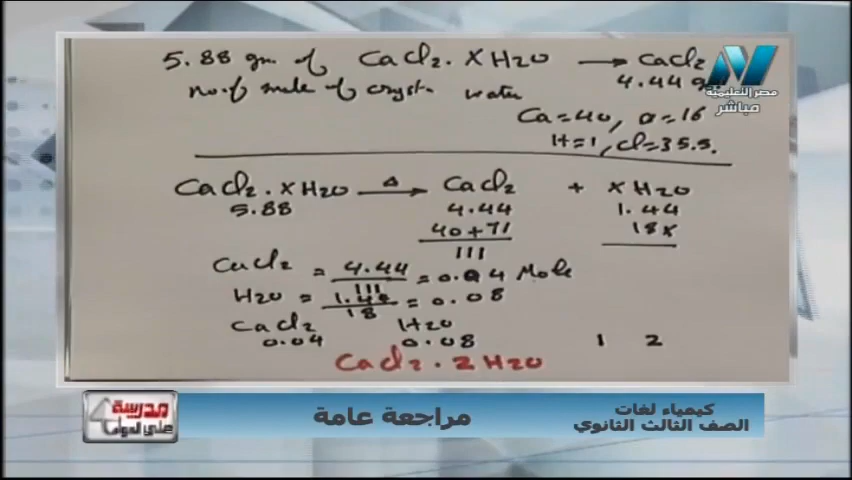 5.88 gm of CaCl2 . XH2O → CaCl2
4.44 g
no. of mole of crysta water
Ca=40, O=16
H=1, Cl=35.5.
CaCl2 . XH2O Δ→ CaCl2 + XH2O
5.88 4.44 1.44
40+71 18x
111
CaCl2 = 4.44/111 = 0.04 Mole
H2O = 1.44/18 = 0.08
CaCl2 H2O
0.04 0.08 1 2
CaCl2 . 2H2O
مصر التعليمية
مباشر
مدرسة
على الهواء
مراجعة عامة
كيمياء لغات
الصف الثالث الثانوي